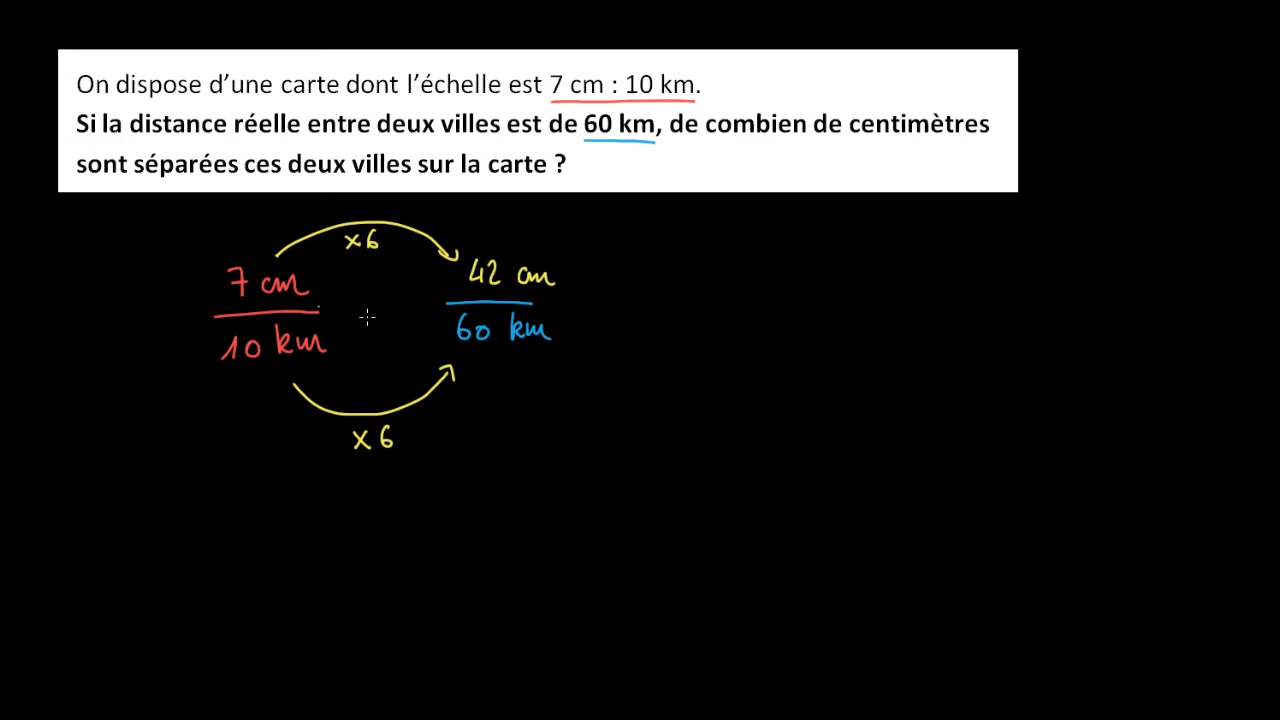 On dispose d’une carte dont l’échelle est 7 cm : 10 km.
Si la distance réelle entre deux villes est de 60 km, de combien de centimètres
sont séparées ces deux villes sur la carte ?
x6
7 cm
42 cm
10 km
60 km
x 6